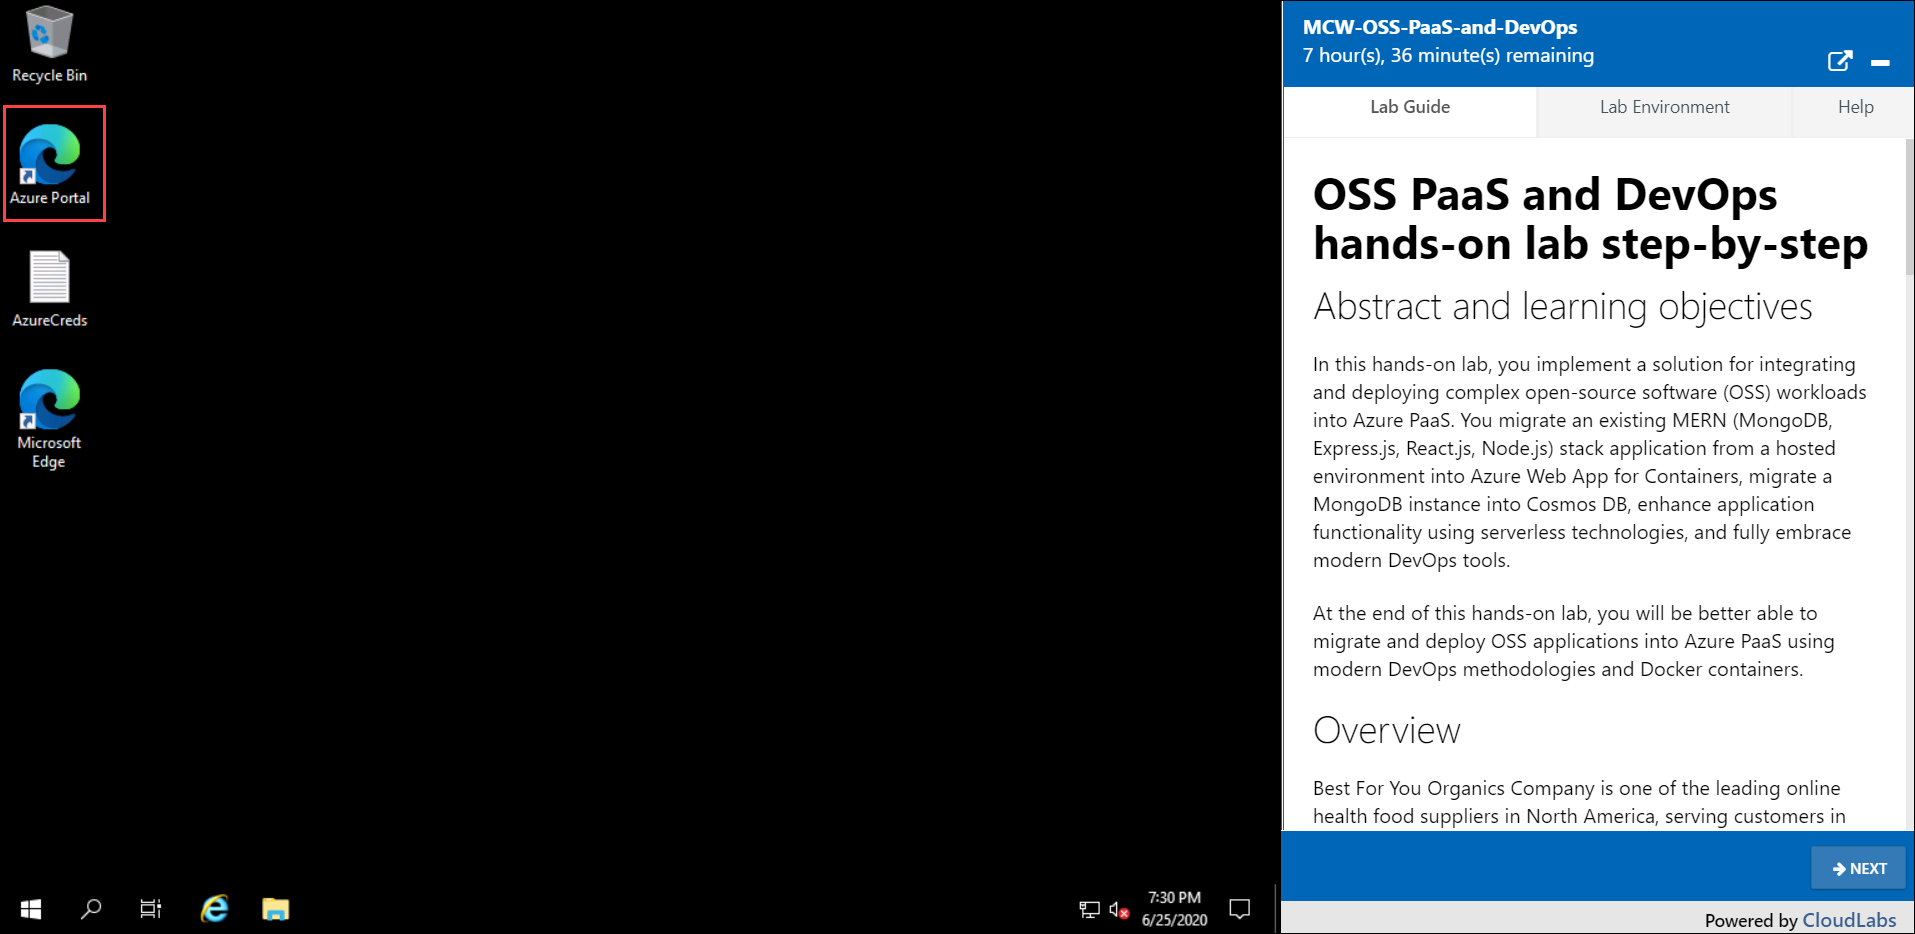 Recycle Bin
Azure Portal
AzureCreds
Microsoft
Edge
7:30 PM
6/25/2020
MCW-OSS-PaaS-and-DevOps
7 hour(s), 36 minute(s) remaining
Lab Guide
Lab Environment
Help
OSS PaaS and DevOps
hands-on lab step-by-step
Abstract and learning objectives
In this hands-on lab, you implement a solution for integrating
and deploying complex open-source software (OSS) workloads
into Azure PaaS. You migrate an existing MERN (MongoDB,
Express.js, React.js, Node.js) stack application from a hosted
environment into Azure Web App for Containers, migrate a
MongoDB instance into Cosmos DB, enhance application
functionality using serverless technologies, and fully embrace
modern DevOps tools.
At the end of this hands-on lab, you will be better able to
migrate and deploy OSS applications into Azure PaaS using
modern DevOps methodologies and Docker containers.
Overview
Best For You Organics Company is one of the leading online
health food suppliers in North America, serving customers in
NEXT
Powered by CloudLabs